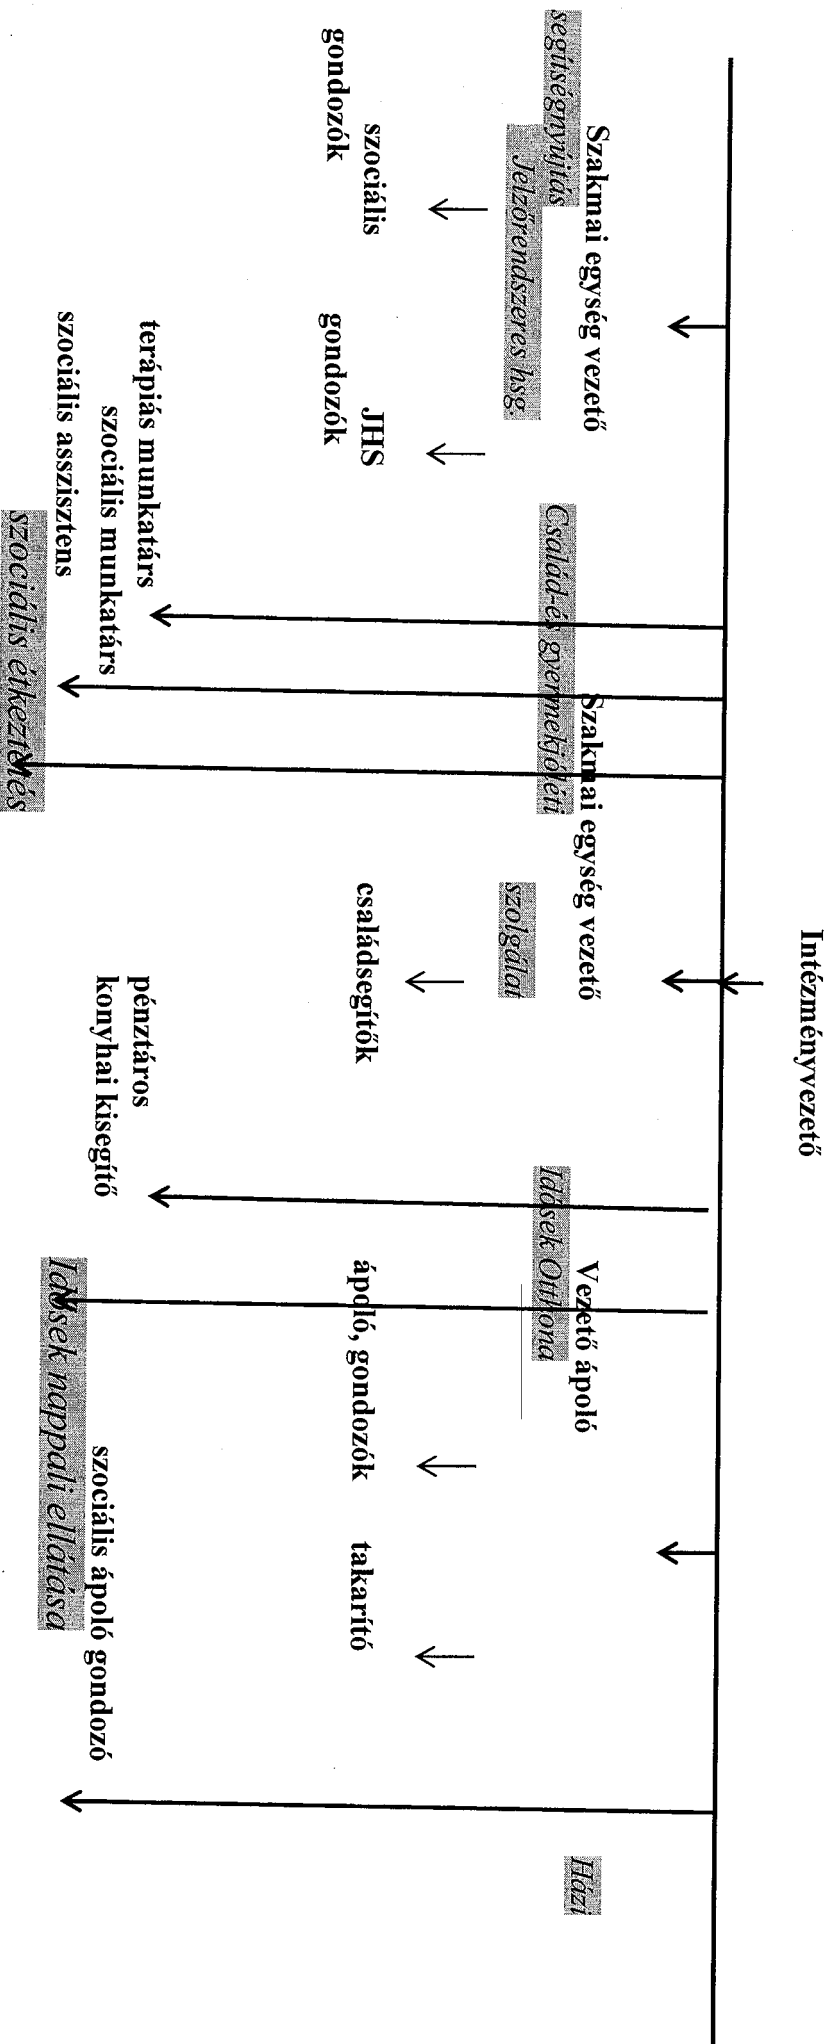 Intézményvezető
Házi
Szakmai egység vezető
Szakmai egység vezető
Vezető ápoló
segítségnyújtás
Család-és gyermekjóléti
Idősek Otthona
Jelzőrendszeres hsg.
szolgálat
szociális
JHS
családsegítők
ápoló, gondozók
takarító
gondozók
gondozók
terápiás munkatárs
pénztáros
szociális munkatárs
konyhai kisegítő
szociális ápoló gondozó
szociális asszisztens
Idősek nappali ellátása
szociális étkeztetés